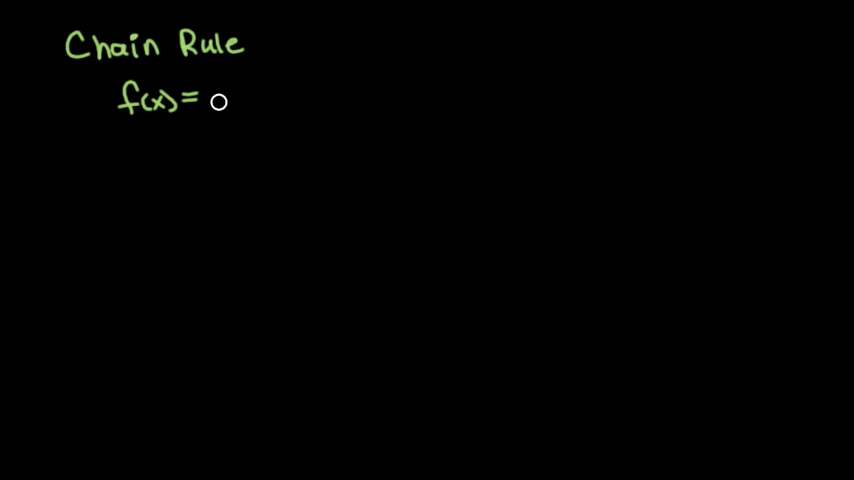 Chain Rule
f(x) =